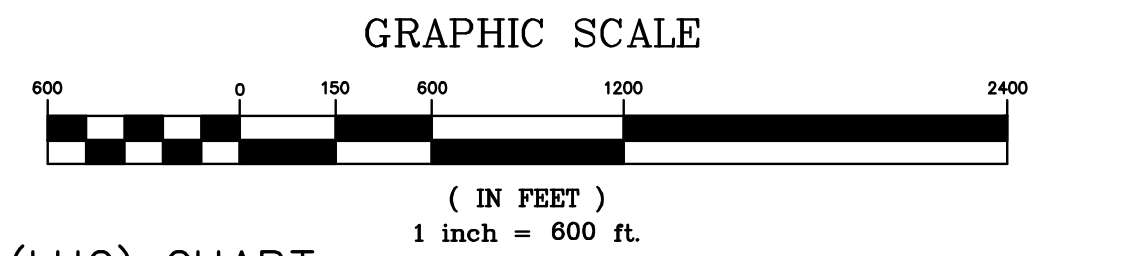 GRAPHIC SCALE
600 0 150 600 1200 2400
( IN FEET )
1 inch = 600 ft.